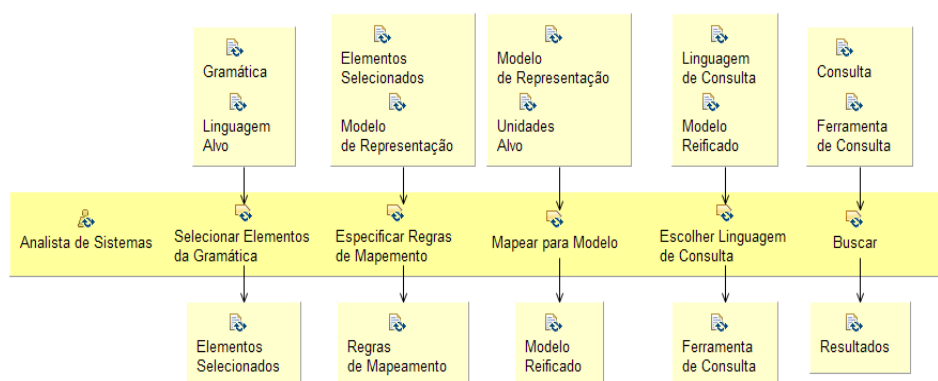 Gramática
Linguagem
Alvo
Elementos
Selecionados
Modelo
de Representação
Modelo
de Representação
Unidades
Alvo
Linguagem
de Consulta
Modelo
Reificado
Consulta
Ferramenta
de Consulta
Analista de Sistemas
Selecionar Elementos
da Gramática
Especificar Regras
de Mapemento
Mapear para Modelo
Escolher Linguagem
de Consulta
Buscar
Elementos
Selecionados
Regras
de Mapeamento
Modelo
Reificado
Ferramenta
de Consulta
Resultados